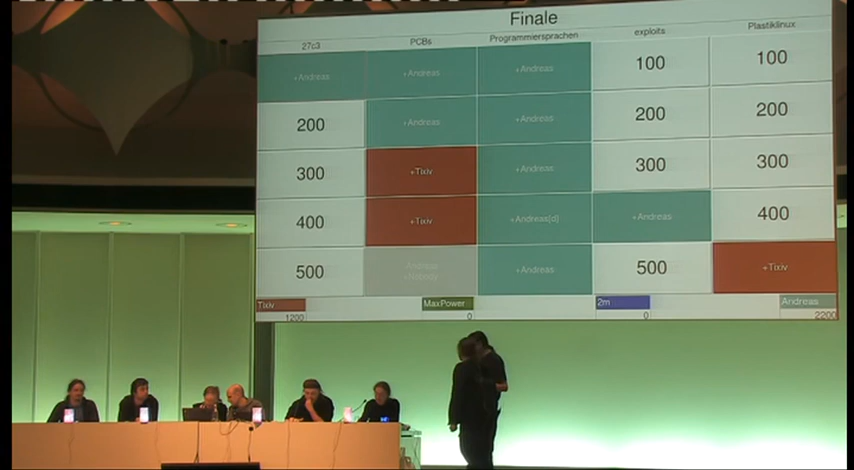 Finale
27c3 PCBs Programmiersprachen exploits Plastiklinux
+Andreas +Andreas +Andreas 100 100
200 +Andreas +Andreas 200 200
300 +Tixiv +Andreas 300 300
400 +Tixiv +Andreas(d) +Andreas 400
500 -Andreas +Andreas 500 +Tixiv
+Nobody
Tixiv MaxPower 2m Andreas
1200 0 0 2200